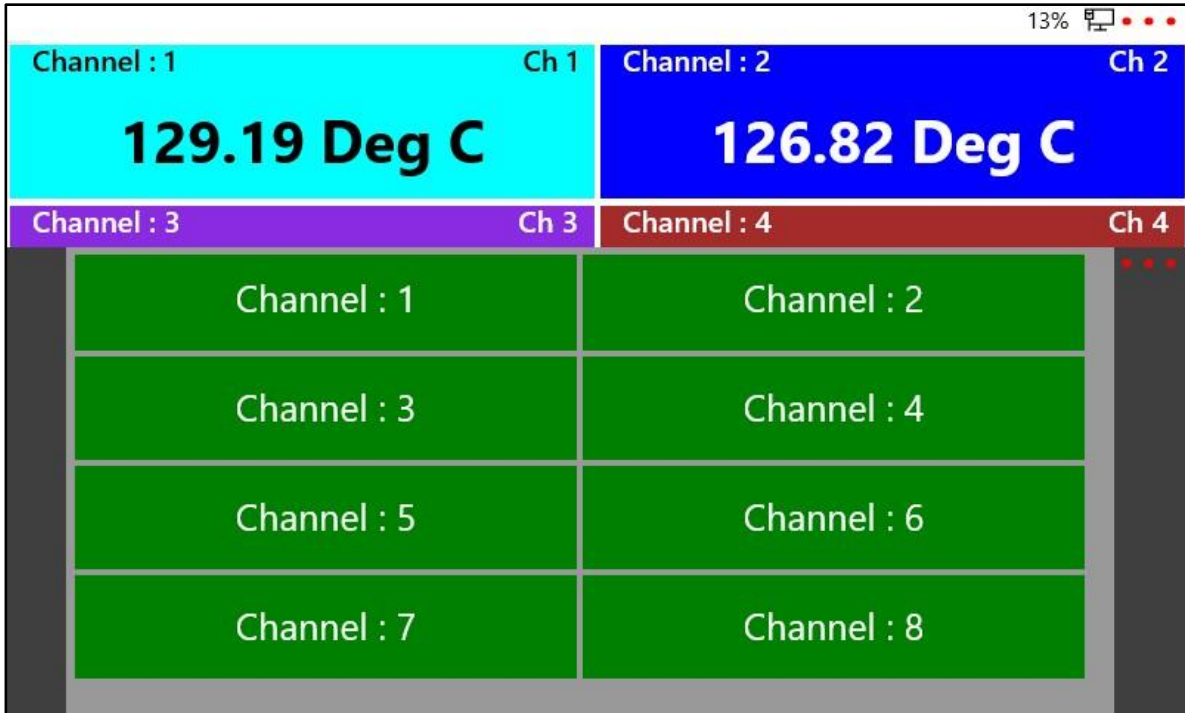 13%
Channel : 1 Ch 1
129.19 Deg C
Channel : 2 Ch 2
126.82 Deg C
Channel : 3 Ch 3
Channel : 4 Ch 4
Channel : 1
Channel : 2
Channel : 3
Channel : 4
Channel : 5
Channel : 6
Channel : 7
Channel : 8